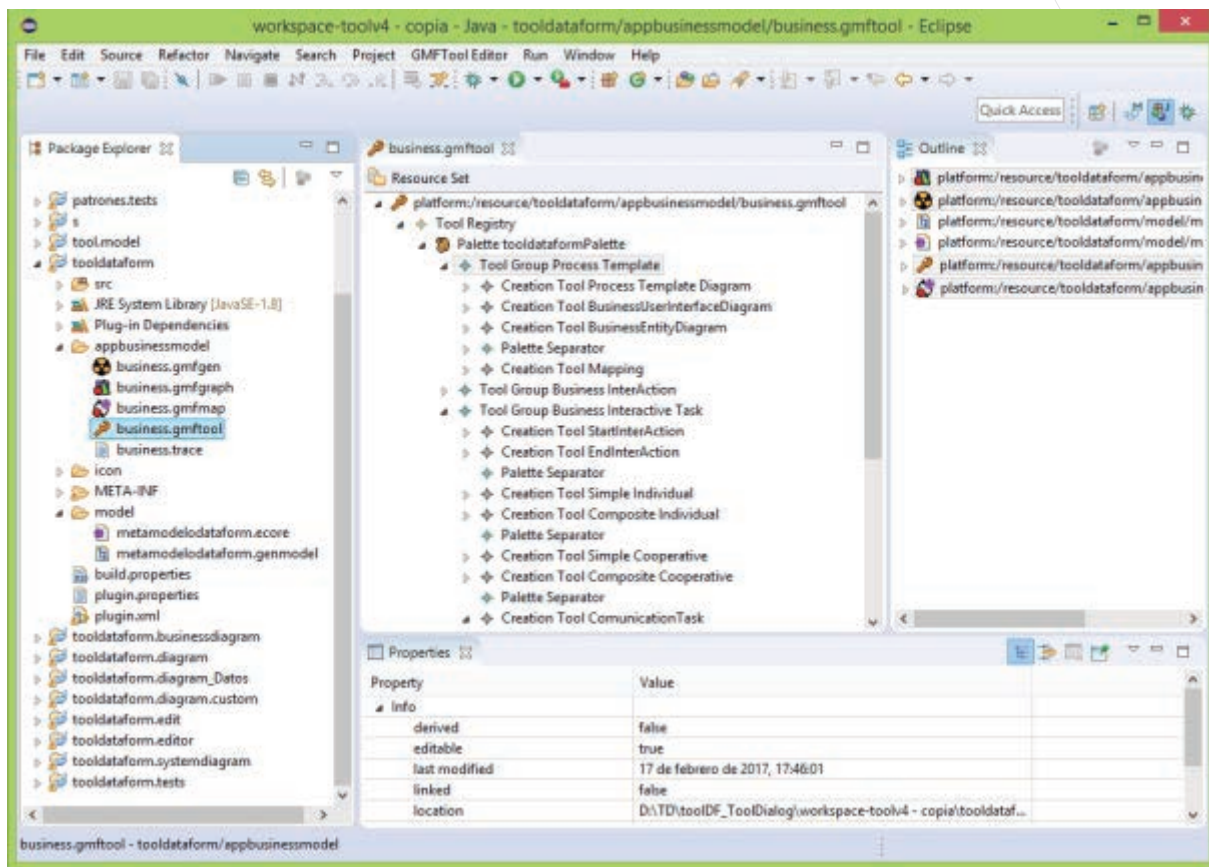 workspace-toolv4 - copia - Java - tooldataform/appbusinessmodel/business.gmftool - Eclipse
File Edit Source Refactor Navigate Search Project GMFTool Editor Run Window Help
Quick Access
Package Explorer
patrones.tests
s
tool.model
tooldataform
src
JRE System Library [JavaSE-1.8]
Plug-in Dependencies
appbusinessmodel
business.gmfgen
business.gmfgraph
business.gmfmap
business.gmftool
business.trace
icon
META-INF
model
metamodelodataform.ecore
metamodelodataform.genmodel
build.properties
plugin.properties
plugin.xml
tooldataform.businessdiagram
tooldataform.diagram
tooldataform.diagram_Datos
tooldataform.diagram.custom
tooldataform.edit
tooldataform.editor
tooldataform.systemdiagram
tooldataform.tests
business.gmftool
Resource Set
platform:/resource/tooldataform/appbusinessmodel/business.gmftool
Tool Registry
Palette tooldataformPalette
Tool Group Process Template
Creation Tool Process Template Diagram
Creation Tool BusinessUserInterfaceDiagram
Creation Tool BusinessEntityDiagram
Palette Separator
Creation Tool Mapping
Tool Group Business InterAction
Tool Group Business Interactive Task
Creation Tool StartInterAction
Creation Tool EndInterAction
Palette Separator
Creation Tool Simple Individual
Creation Tool Composite Individual
Palette Separator
Creation Tool Simple Cooperative
Creation Tool Composite Cooperative
Palette Separator
Creation Tool ComunicationTask
Outline
platform:/resource/tooldataform/appbusin
platform:/resource/tooldataform/appbusin
platform:/resource/tooldataform/model/m
platform:/resource/tooldataform/model/m
platform:/resource/tooldataform/appbusin
platform:/resource/tooldataform/appbusin
Properties
Property Value
Info
derived false
editable true
last modified 17 de febrero de 2017, 17:46:01
linked false
location D:\TD\toolDF_ToolDialog\workspace-toolv4 - copia\tooldataf...
business.gmftool - tooldataform/appbusinessmodel